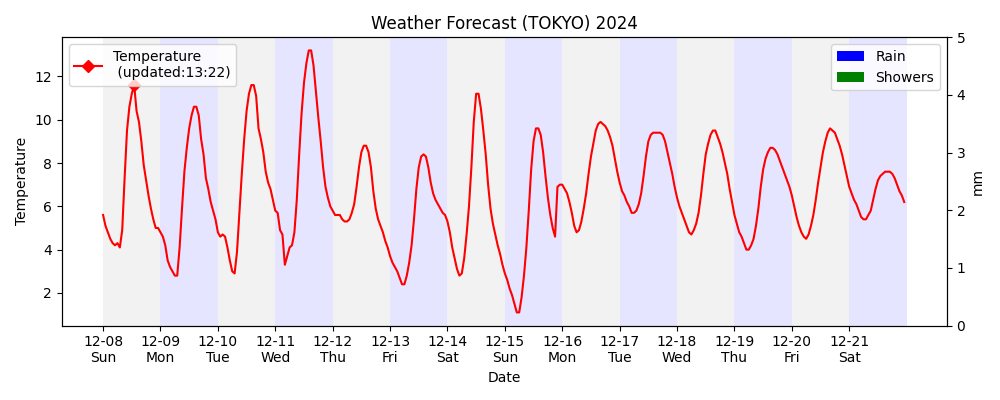 Weather Forecast (TOKYO) 2024
Temperature
(updated:13:22)
Rain
Showers
Temperature
12
10
8
6
4
2
5
4
3
2
1
0
mm
12-08 12-09 12-10 12-11 12-12 12-13 12-14 12-15 12-16 12-17 12-18 12-19 12-20 12-21
Sun Mon Tue Wed Thu Fri Sat Sun Mon Tue Wed Thu Fri Sat
Date